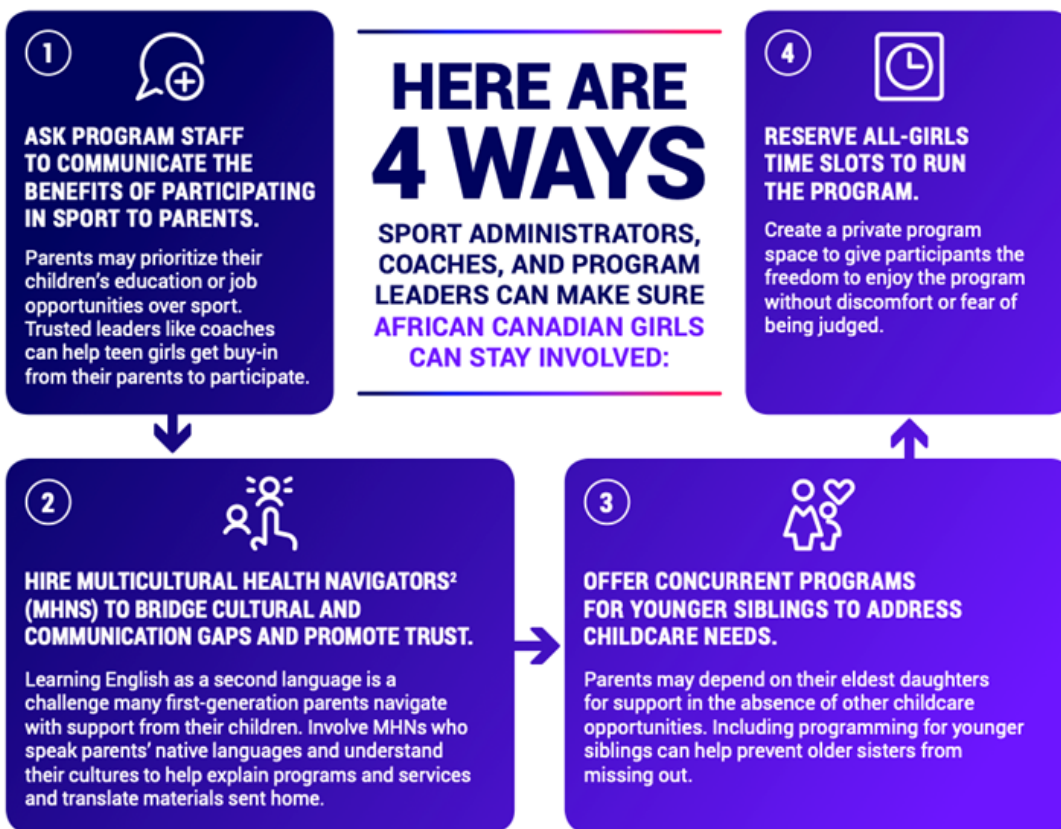 HERE ARE
4 WAYS
SPORT ADMINISTRATORS,
COACHES, AND PROGRAM
LEADERS CAN MAKE SURE
AFRICAN CANADIAN GIRLS
CAN STAY INVOLVED:
1
ASK PROGRAM STAFF
TO COMMUNICATE THE
BENEFITS OF PARTICIPATING
IN SPORT TO PARENTS.
Parents may prioritize their
children’s education or job
opportunities over sport.
Trusted leaders like coaches
can help teen girls get buy-in
from their parents to participate.
2
HIRE MULTICULTURAL HEALTH NAVIGATORS²
(MHNS) TO BRIDGE CULTURAL AND
COMMUNICATION GAPS AND PROMOTE TRUST.
Learning English as a second language is a
challenge many first-generation parents navigate
with support from their children. Involve MHNs who
speak parents’ native languages and understand
their cultures to help explain programs and services
and translate materials sent home.
3
OFFER CONCURRENT PROGRAMS
FOR YOUNGER SIBLINGS TO ADDRESS
CHILDCARE NEEDS.
Parents may depend on their eldest daughters
for support in the absence of other childcare
opportunities. Including programming for younger
siblings can help prevent older sisters from
missing out.
4
RESERVE ALL-GIRLS
TIME SLOTS TO RUN
THE PROGRAM.
Create a private program
space to give participants the
freedom to enjoy the program
without discomfort or fear of
being judged.